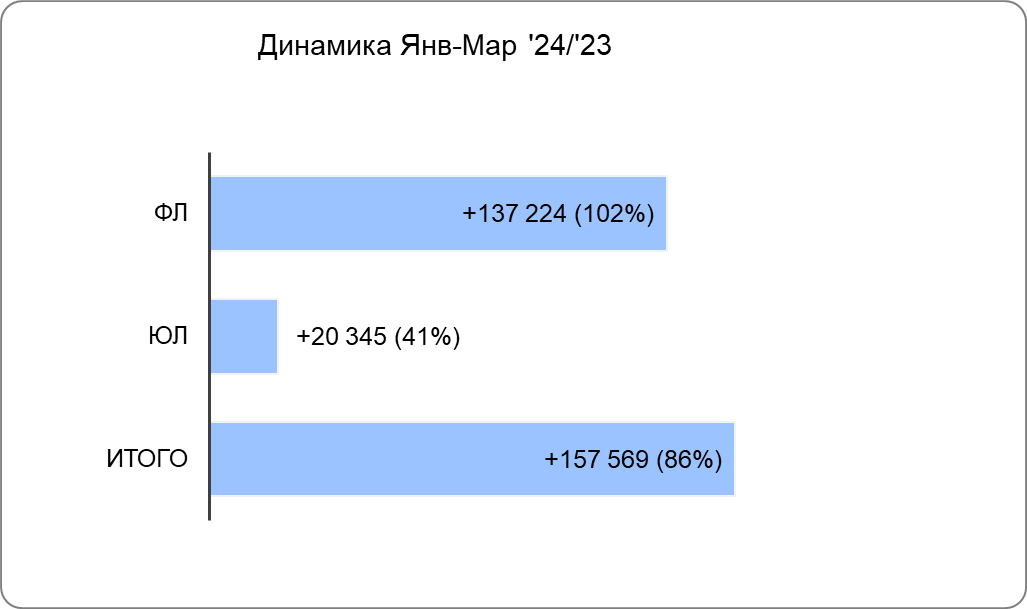 Динамика Янв-Мар '24/'23
ФЛ +137 224 (102%)
ЮЛ +20 345 (41%)
ИТОГО +157 569 (86%)